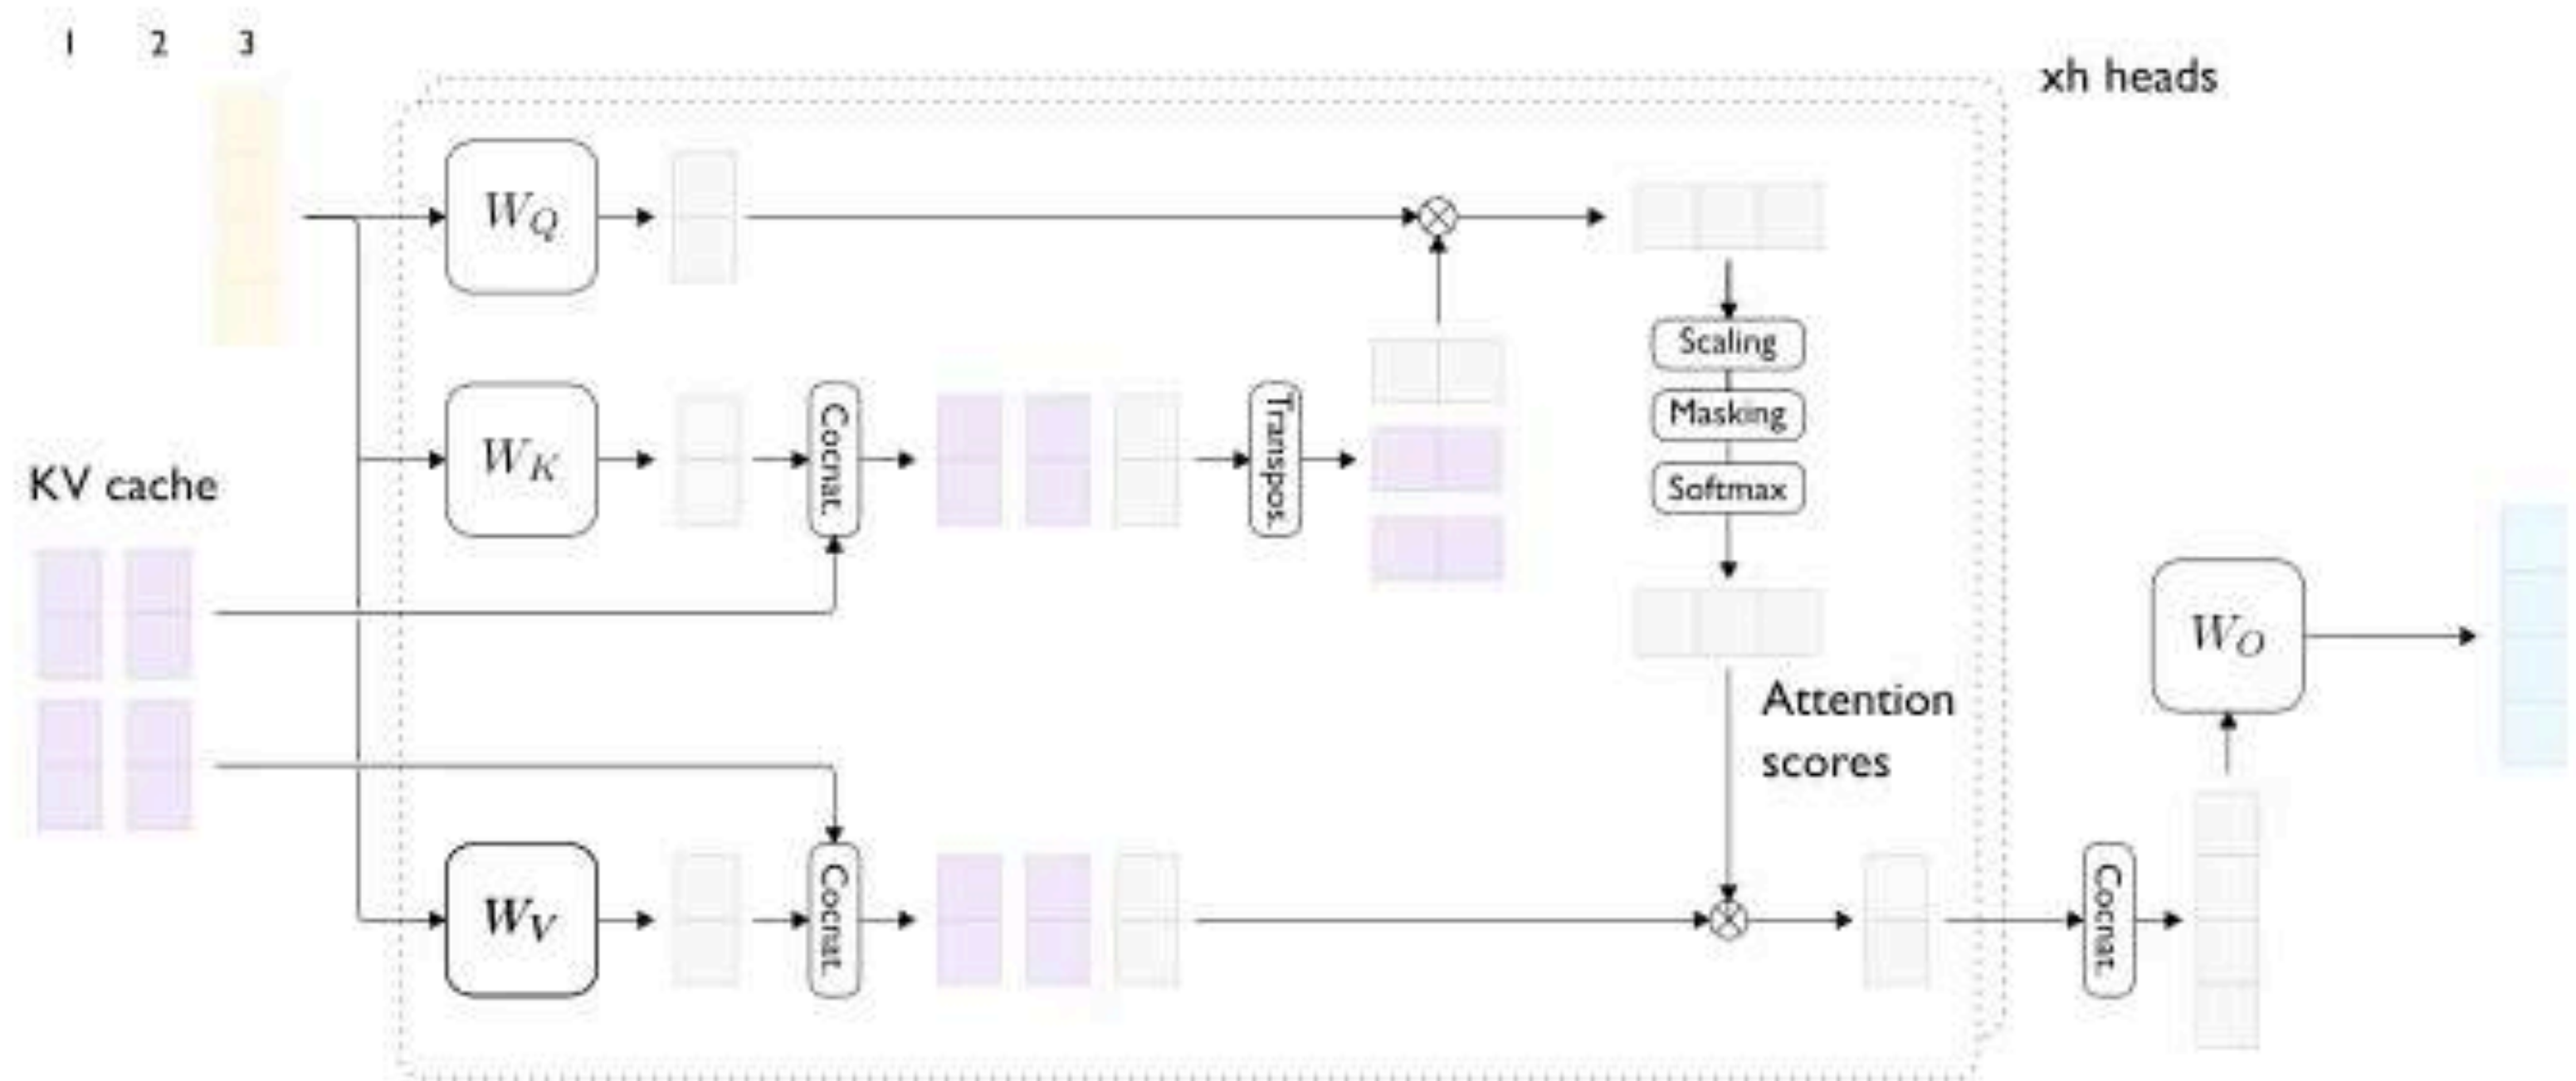 1 2 3
xh heads
W_Q
Scaling
Masking
Softmax
W_K
Cocnat.
Transpos.
KV cache
W_O
Attention
scores
W_V
Cocnat.
Cocnat.